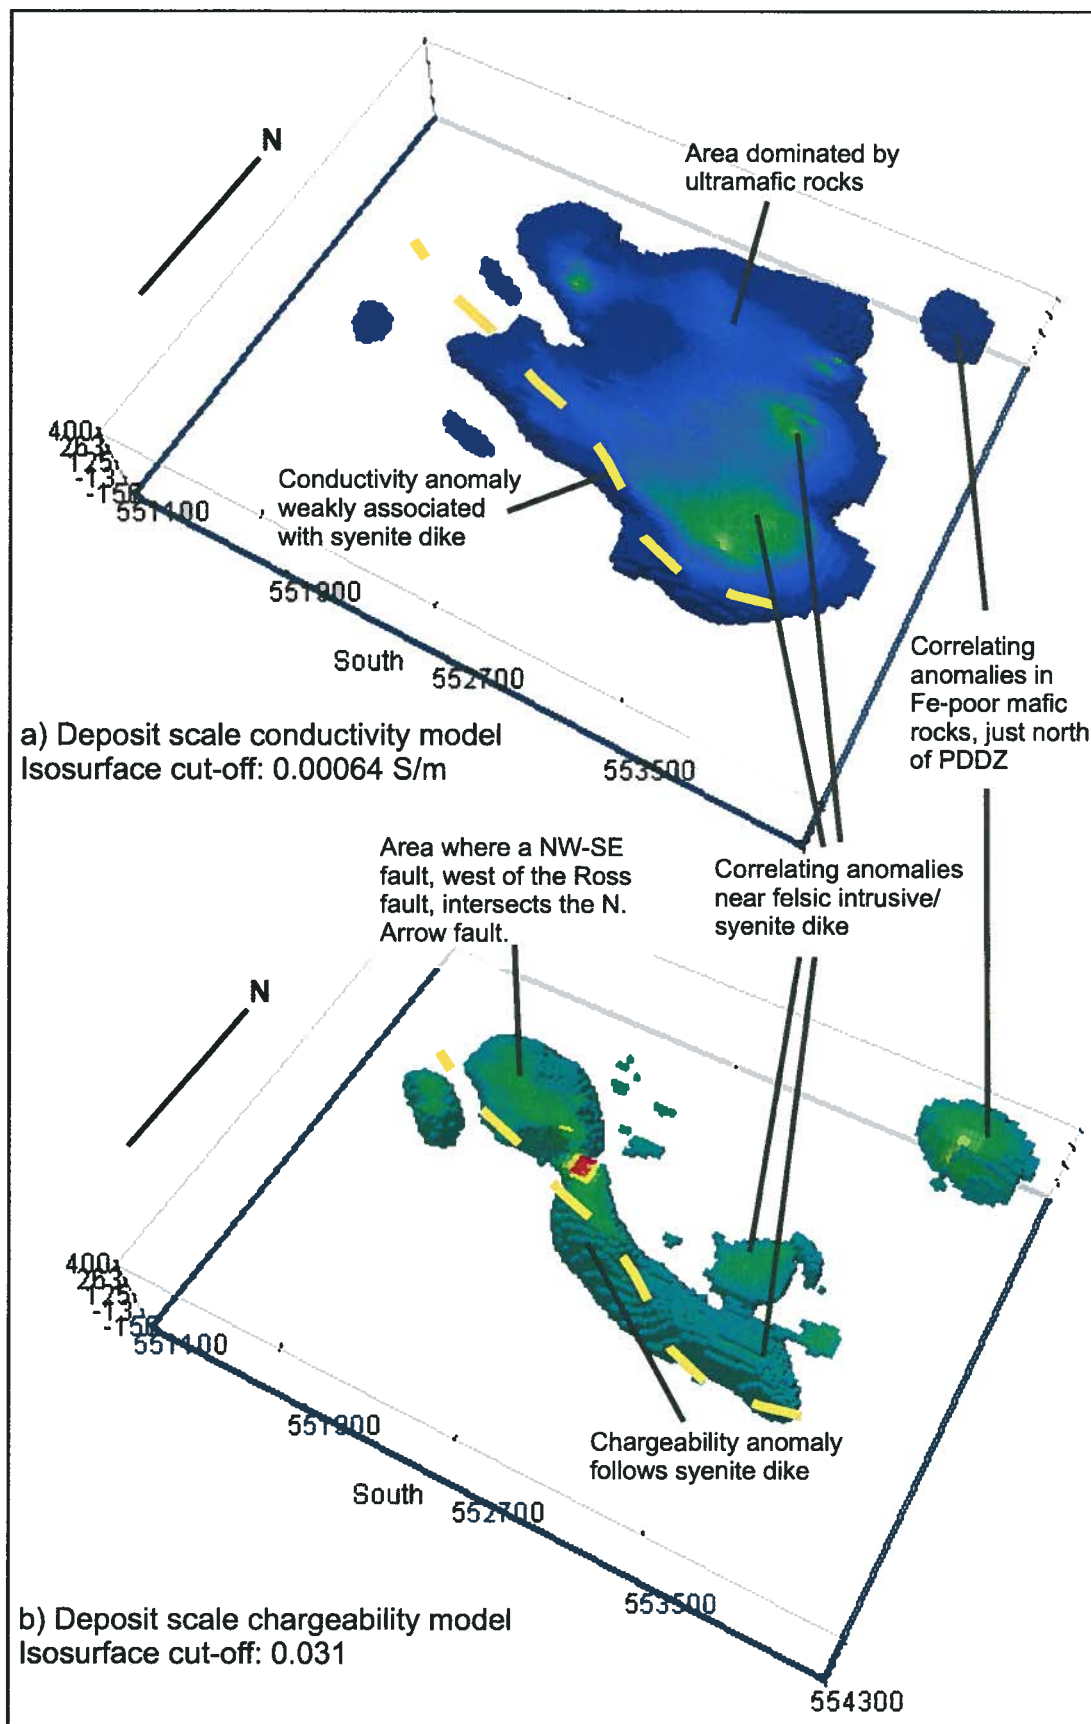 N
Area dominated by
ultramafic rocks
400
263
125
-13
-150
551100
Conductivity anomaly
weakly associated
with syenite dike
551900
South
552700
553500
Correlating
anomalies in
Fe-poor mafic
rocks, just north
of PDDZ
a) Deposit scale conductivity model
Isosurface cut-off: 0.00064 S/m
Area where a NW-SE
fault, west of the Ross
fault, intersects the N.
Arrow fault.
Correlating anomalies
near felsic intrusive/
syenite dike
N
400
263
125
-13
-150
551100
551900
South
552700
553500
Chargeability anomaly
follows syenite dike
b) Deposit scale chargeability model
Isosurface cut-off: 0.031
554300